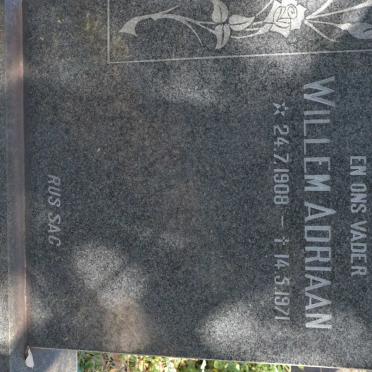 EN ONS VADER
WILLEM ADRIAAN
☆ 24.7.1908 — † 14.5.1971
RUS SAC